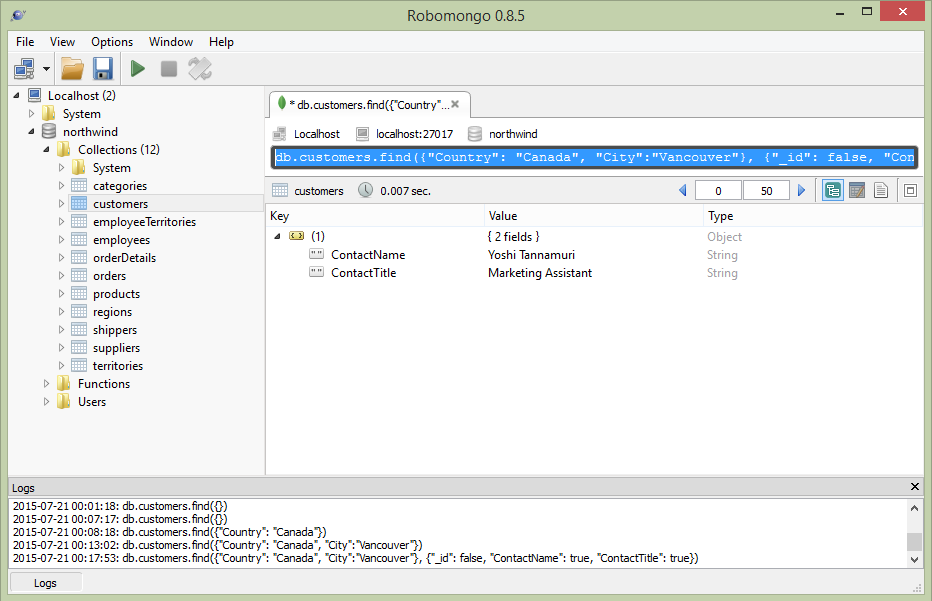 Robomongo 0.8.5
File View Options Window Help
Localhost (2)
System
northwind
Collections (12)
System
categories
customers
employeeTerritories
employees
orderDetails
orders
products
regions
shippers
suppliers
territories
Functions
Users
* db.customers.find({"Country"...
Localhost localhost:27017 northwind
db.customers.find({"Country": "Canada", "City":"Vancouver"}, {"_id": false, "Con
customers 0.007 sec. 0 50
Key Value Type
(1) { 2 fields } Object
ContactName Yoshi Tannamuri String
ContactTitle Marketing Assistant String
Logs
2015-07-21 00:01:18: db.customers.find({})
2015-07-21 00:07:17: db.customers.find({})
2015-07-21 00:08:18: db.customers.find({"Country": "Canada"})
2015-07-21 00:13:02: db.customers.find({"Country": "Canada", "City":"Vancouver"})
2015-07-21 00:17:53: db.customers.find({"Country": "Canada", "City":"Vancouver"}, {"_id": false, "ContactName": true, "ContactTitle": true})
Logs